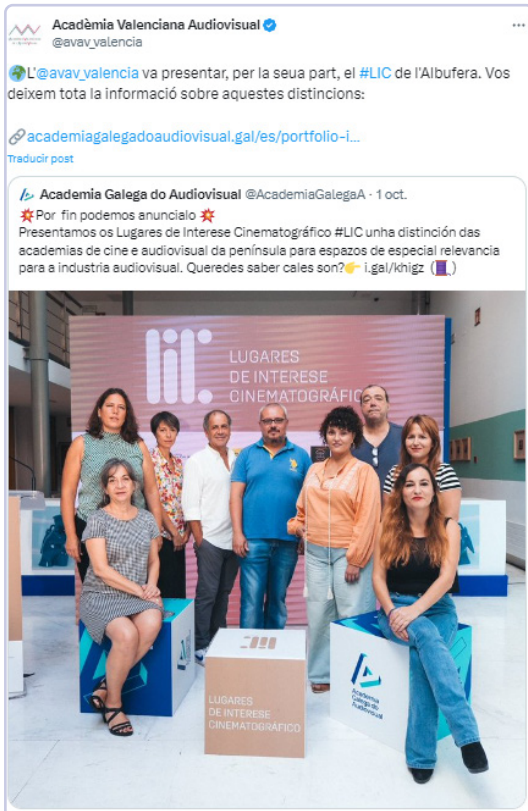 Acadèmia Valenciana Audiovisual
@avav_valencia
L'@avav_valencia va presentar, per la seua part, el #LIC de l'Albufera. Vos
deixem tota la informació sobre aquestes distincions:
academiagalegadoaudiovisual.gal/es/portfolio-i...
Traducir post
Academia Galega do Audiovisual @AcademiaGalegaA · 1 oct.
💥Por fin podemos anuncialo 💥
Presentamos os Lugares de Interese Cinematográfico #LIC unha distinción das
academias de cine e audiovisual da península para espazos de especial relevancia
para a industria audiovisual. Queredes saber cales son?👉 i.gal/khigz (🧵)
lic
LUGARES
DE INTERESE
CINEMATOGRÁFICO
LUGARES
DE INTERESE
CINEMATOGRÁFICO
Academia
Galega do
Audiovisual